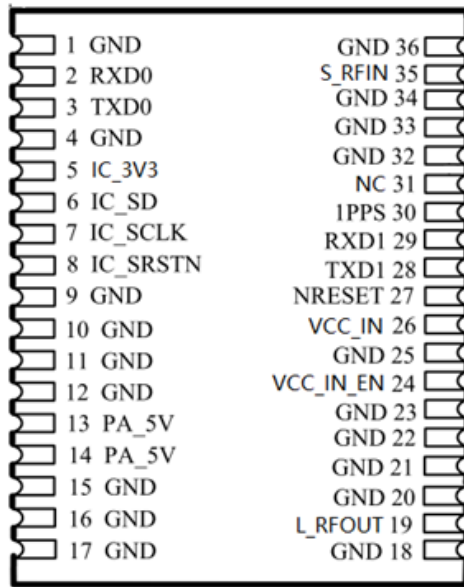 1 GND
2 RXD0
3 TXD0
4 GND
5 IC_3V3
6 IC_SD
7 IC_SCLK
8 IC_SRSTN
9 GND
10 GND
11 GND
12 GND
13 PA_5V
14 PA_5V
15 GND
16 GND
17 GND
GND 36
S_RFIN 35
GND 34
GND 33
GND 32
NC 31
1PPS 30
RXD1 29
TXD1 28
NRESET 27
VCC_IN 26
GND 25
VCC_IN_EN 24
GND 23
GND 22
GND 21
GND 20
L_RFOUT 19
GND 18